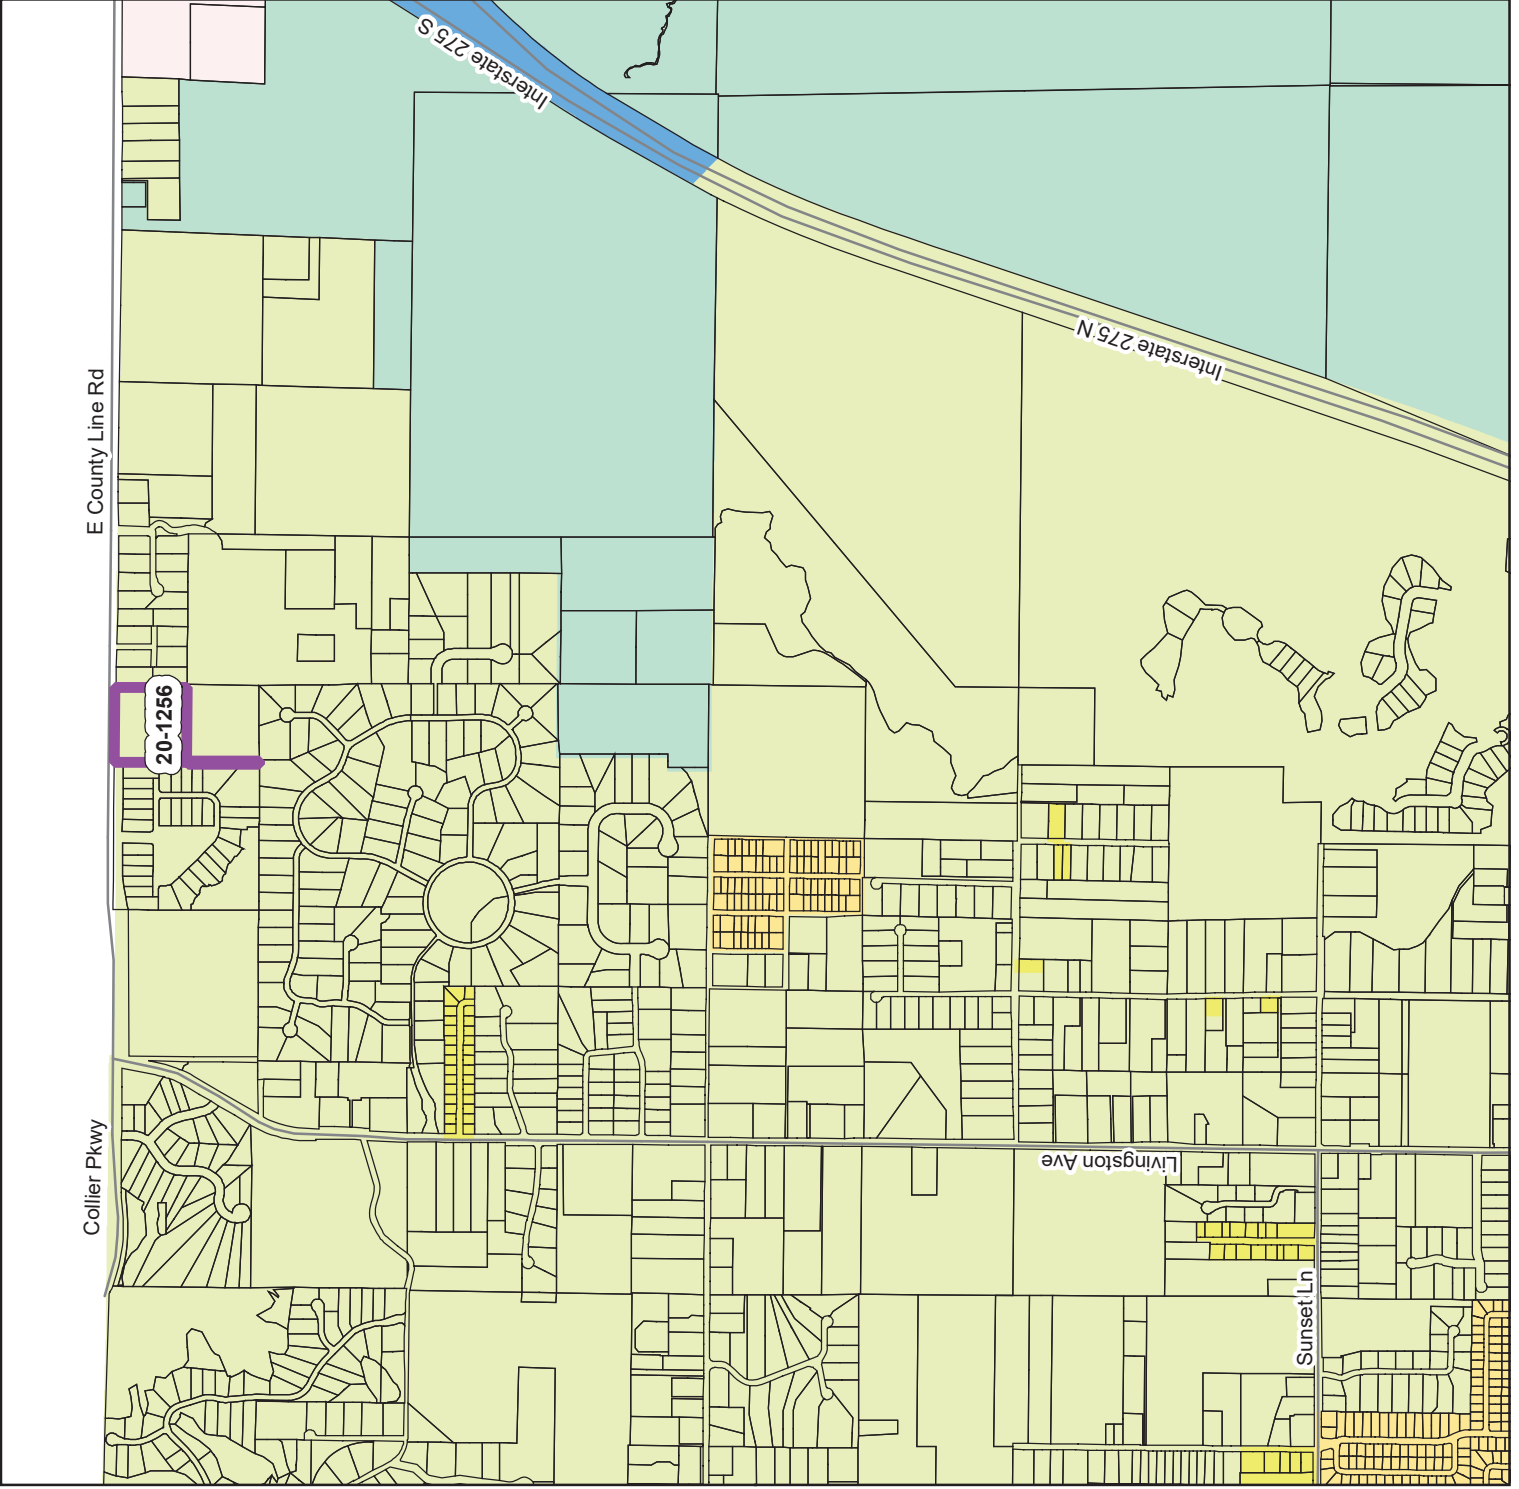 Interstate 275 S
Interstate 275 N
E County Line Rd
20-1256
Collier Pkwy
Livingston Ave
Sunset Ln